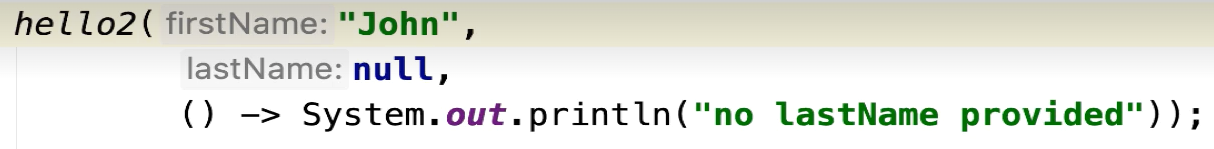 hello2( firstName: "John",
lastName: null,
() -> System.out.println("no lastName provided"));